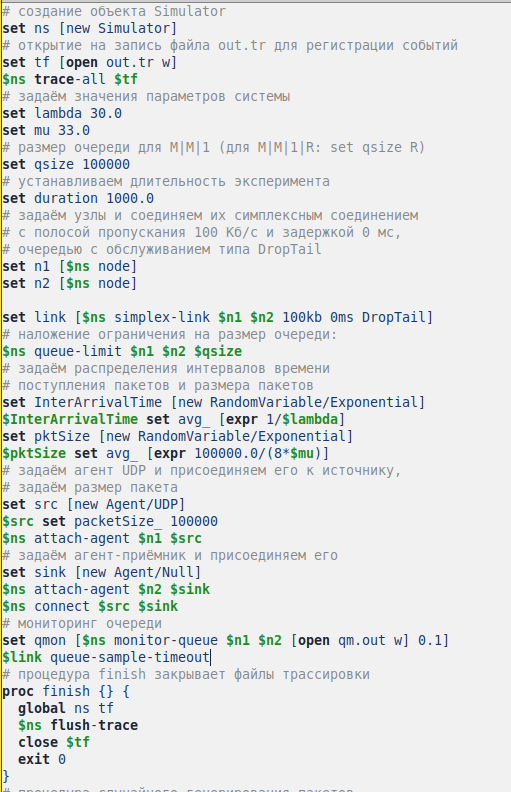 # создание объекта Simulator
set ns [new Simulator]
# открытие на запись файла out.tr для регистрации событий
set tf [open out.tr w]
$ns trace-all $tf
# задаём значения параметров системы
set lambda 30.0
set mu 33.0
# размер очереди для M|M|1 (для M|M|1|R: set qsize R)
set qsize 100000
# устанавливаем длительность эксперимента
set duration 1000.0
# задаём узлы и соединяем их симплексным соединением
# с полосой пропускания 100 Кб/с и задержкой 0 мс,
# очередью с обслуживанием типа DropTail
set n1 [$ns node]
set n2 [$ns node]
set link [$ns simplex-link $n1 $n2 100kb 0ms DropTail]
# наложение ограничения на размер очереди:
$ns queue-limit $n1 $n2 $qsize
# задаём распределения интервалов времени
# поступления пакетов и размера пакетов
set InterArrivalTime [new RandomVariable/Exponential]
$InterArrivalTime set avg_ [expr 1/$lambda]
set pktSize [new RandomVariable/Exponential]
$pktSize set avg_ [expr 100000.0/(8*$mu)]
# задаём агент UDP и присоединяем его к источнику,
# задаём размер пакета
set src [new Agent/UDP]
$src set packetSize_ 100000
$ns attach-agent $n1 $src
# задаём агент-приёмник и присоединяем его
set sink [new Agent/Null]
$ns attach-agent $n2 $sink
$ns connect $src $sink
# мониторинг очереди
set qmon [$ns monitor-queue $n1 $n2 [open qm.out w] 0.1]
$link queue-sample-timeout
# процедура finish закрывает файлы трассировки
proc finish {} {
global ns tf
$ns flush-trace
close $tf
exit 0
}
# процедура случайного генерирования пакетов